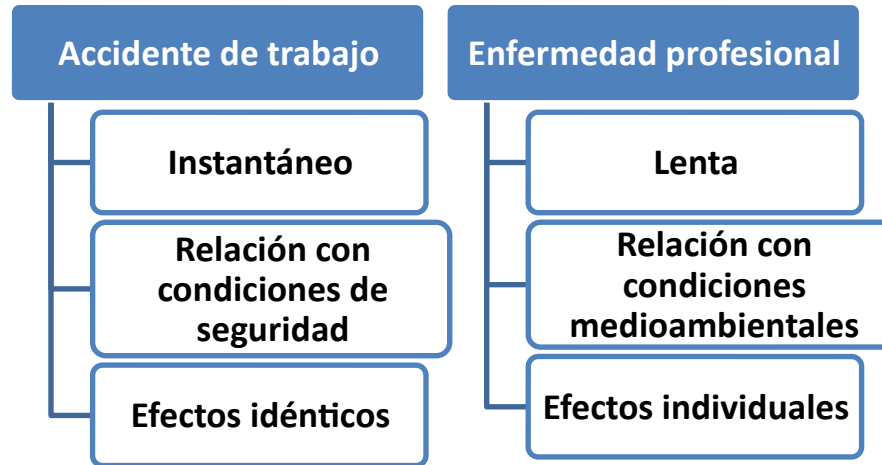 Accidente de trabajo
Instantáneo
Relación con
condiciones de
seguridad
Efectos idénticos
Enfermedad profesional
Lenta
Relación con
condiciones
medioambientales
Efectos individuales